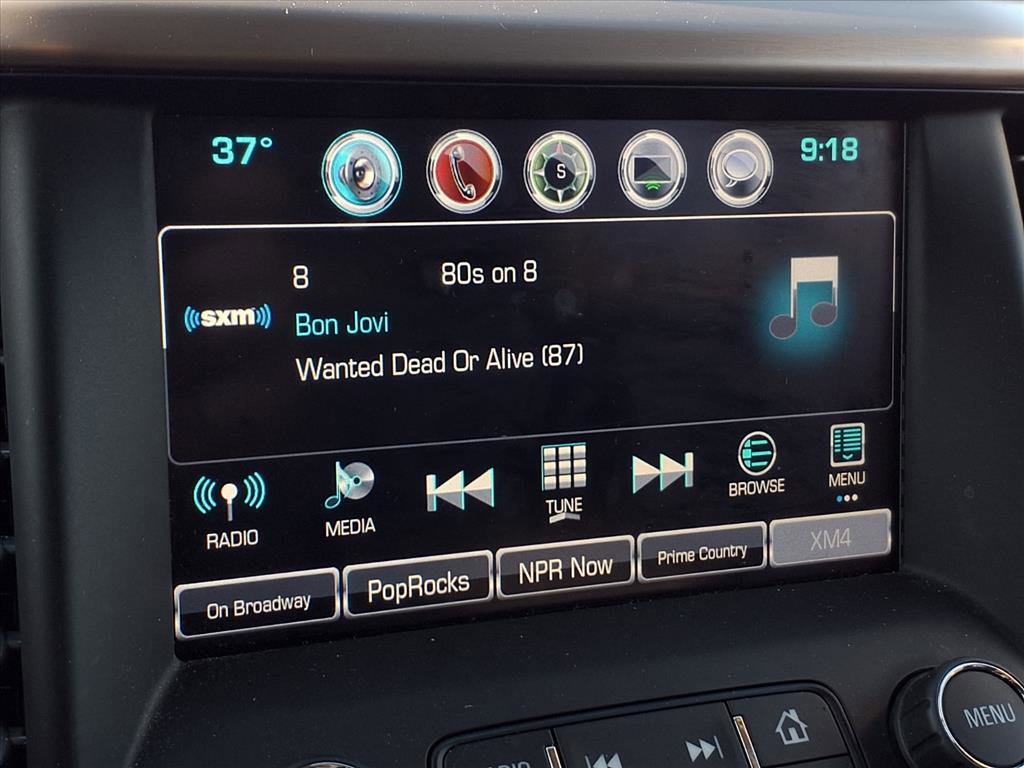 37°
S
9:18
8 80s on 8
sxm
Bon Jovi
Wanted Dead Or Alive (87)
RADIO
MEDIA
TUNE
BROWSE
MENU
On Broadway
PopRocks
NPR Now
Prime Country
XM4
MENU